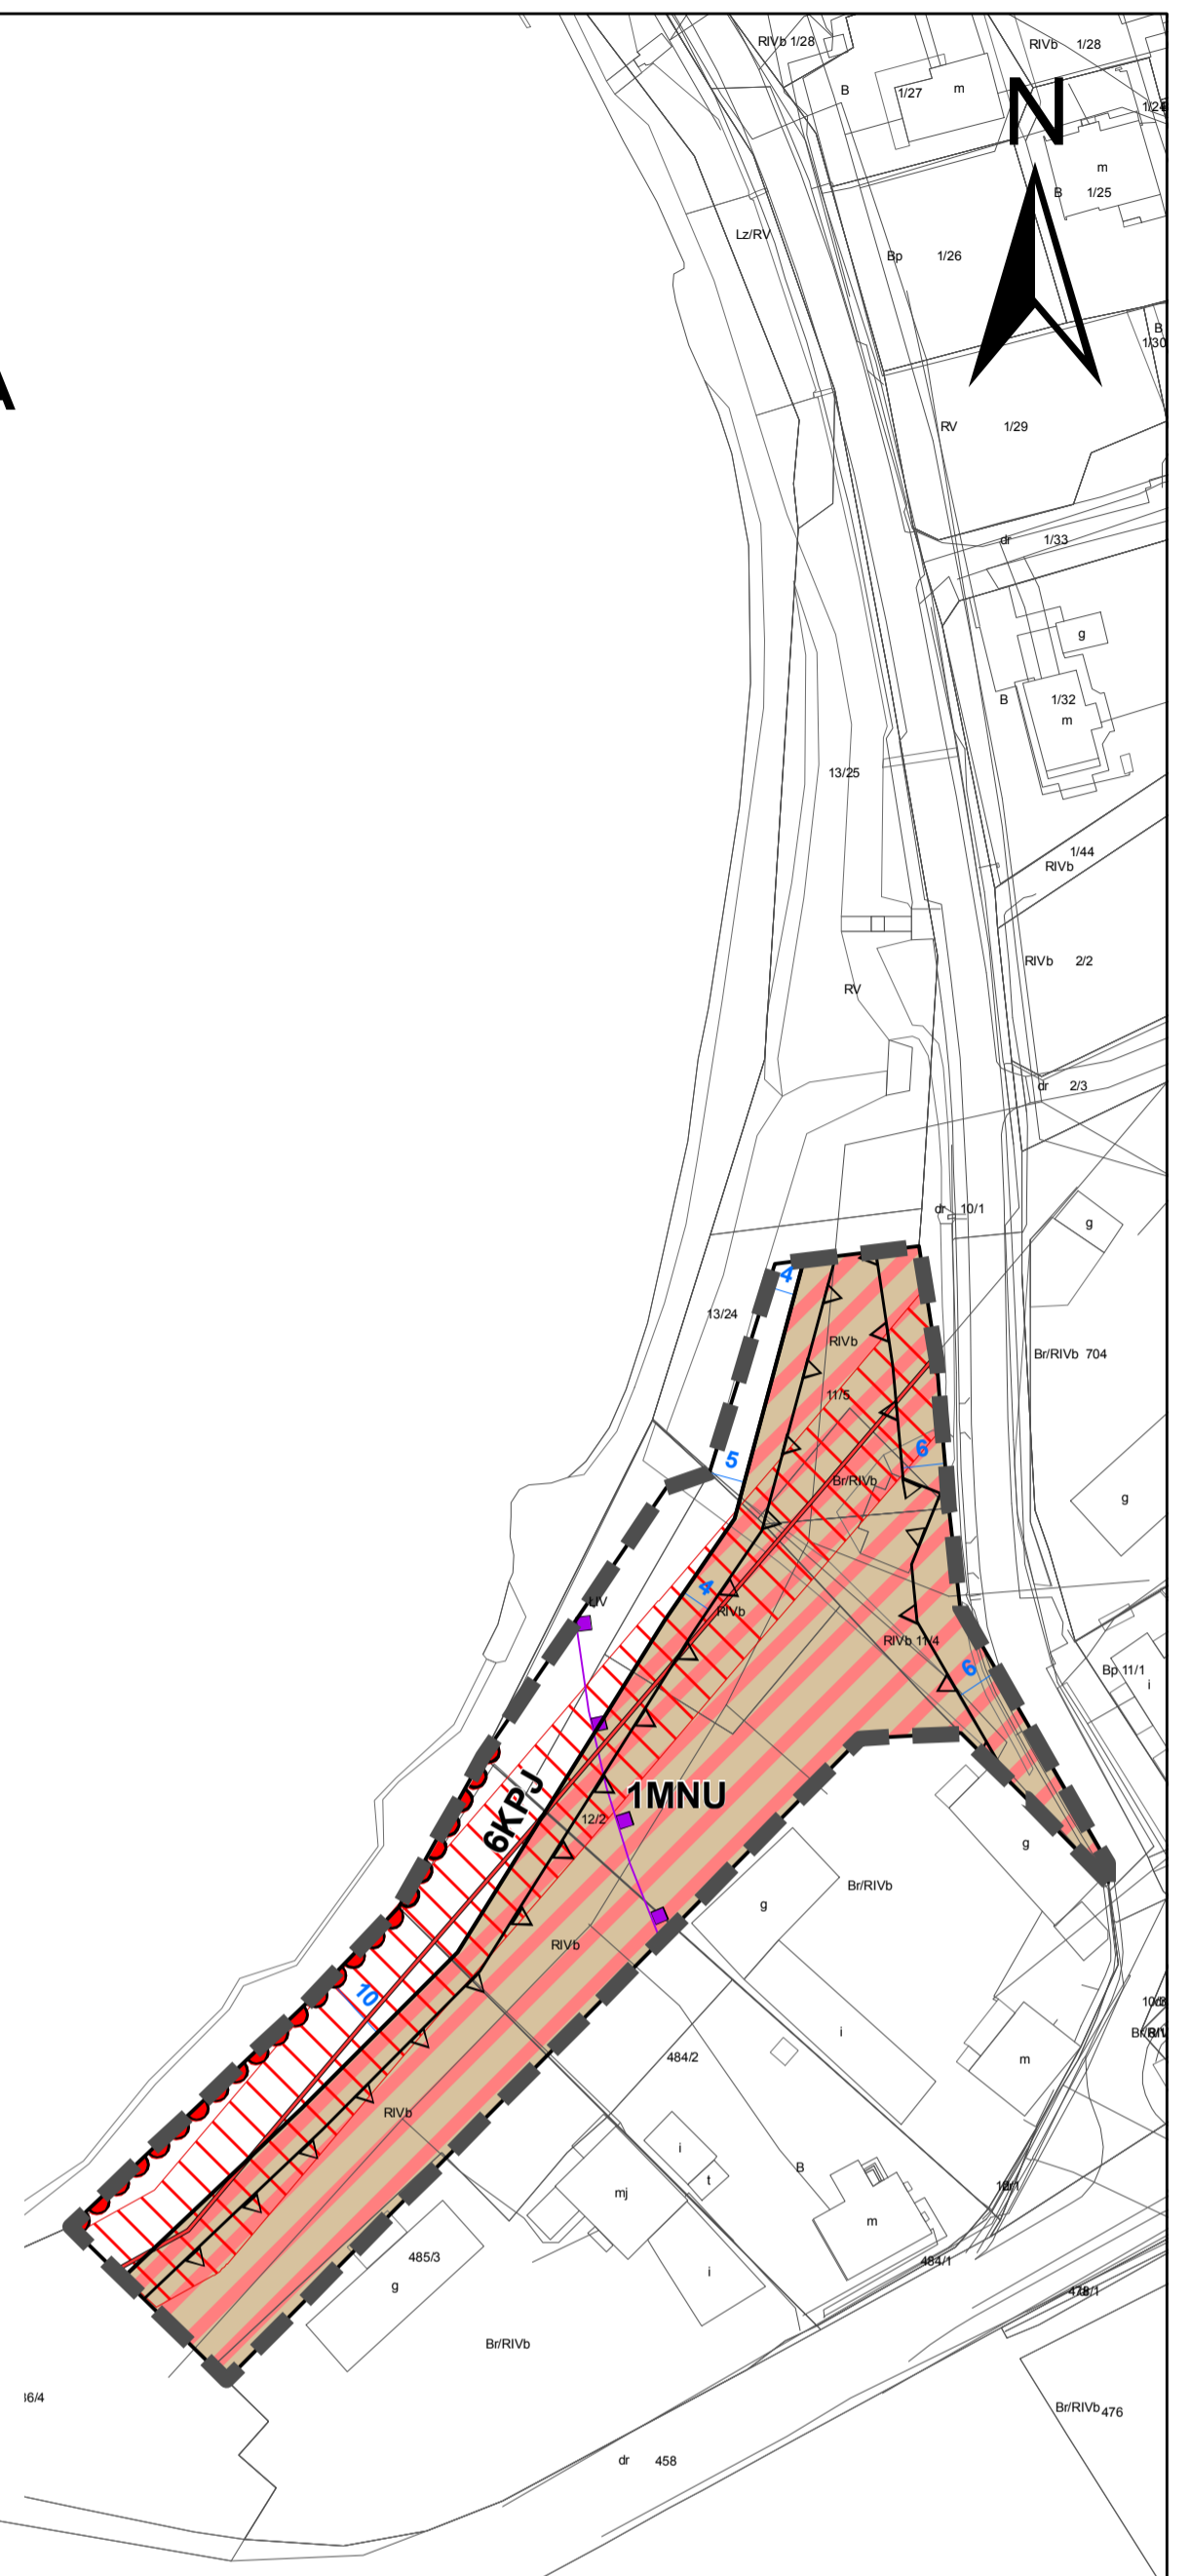 RIVb 1/28
RIVb 1/28
B
1/27
m
N
m
B 1/25
Lz/RV
Bp 1/26
B
1/30
RV 1/29
dr 1/33
g
B
1/32
m
13/25
1/44
RIVb
RIVb 2/2
RV
dr 2/3
dr 10/1
g
4
13/24
RIVb
Br/RIVb 704
11/5
5
6
Br/RIVb
g
4
RIVb
RIVb 11/4
6
Bp 11/1
i
6KPJ
1MNU
12/2
g
Br/RIVb
g
RIVb
10
i
484/2
m
RIVb
i
t
B
mj
m
485/3
484/1
g
i
Br/RIVb
Br/RIVb 476
dr 458